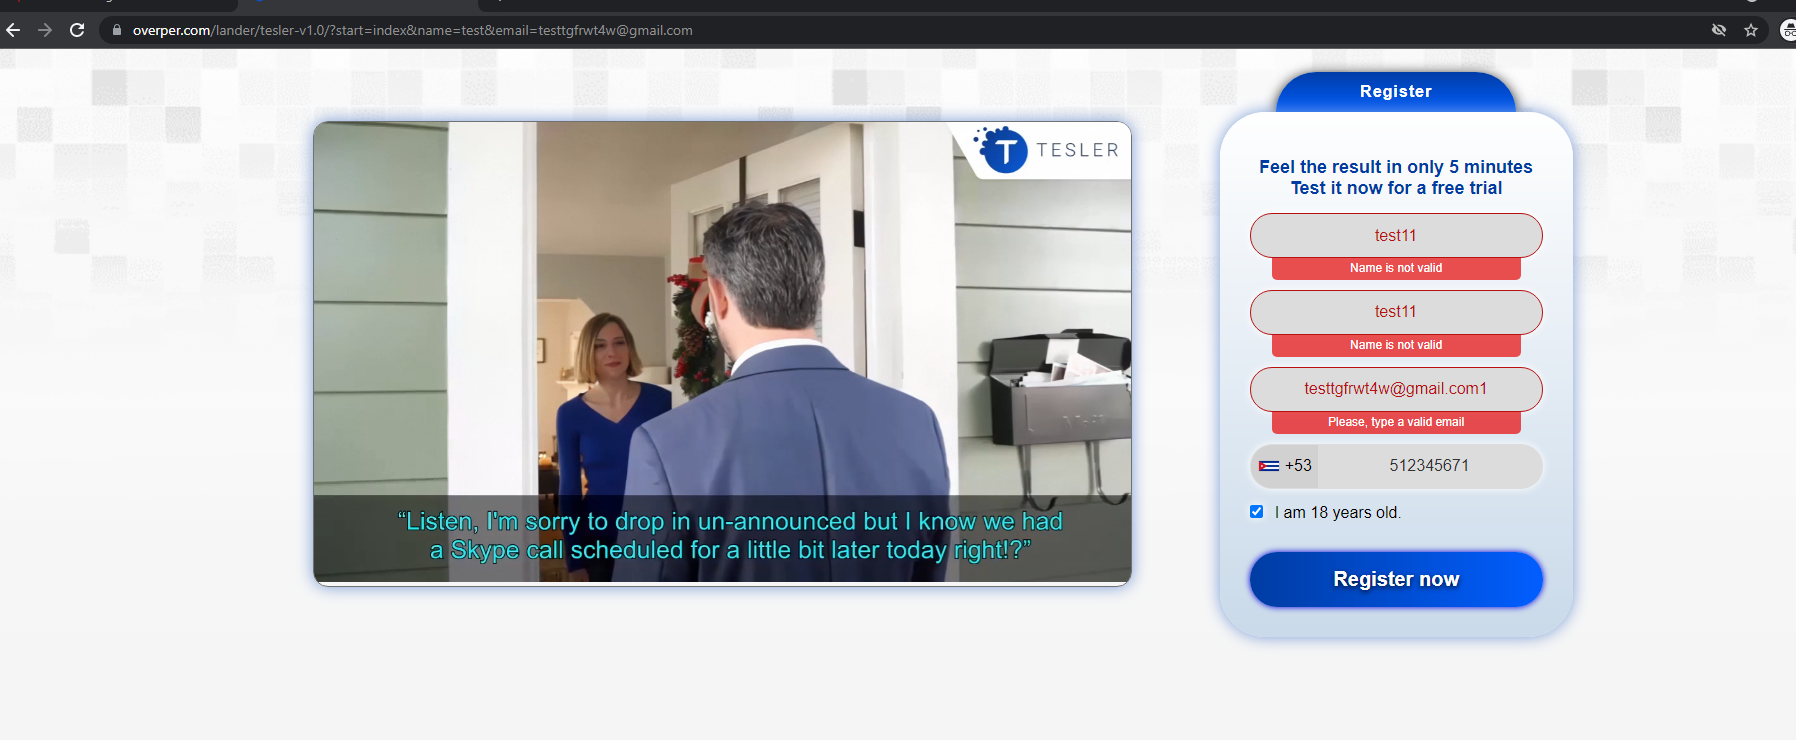 overper.com/lander/tesler-v1.0/?start=index&name=test&email=testtgfrwt4w@gmail.com
TESLER
“Listen, I'm sorry to drop in un-announced but I know we had
a Skype call scheduled for a little bit later today right!?”
Register
Feel the result in only 5 minutes
Test it now for a free trial
test11
Name is not valid
test11
Name is not valid
testtgfrwt4w@gmail.com1
Please, type a valid email
+53 512345671
I am 18 years old.
Register now